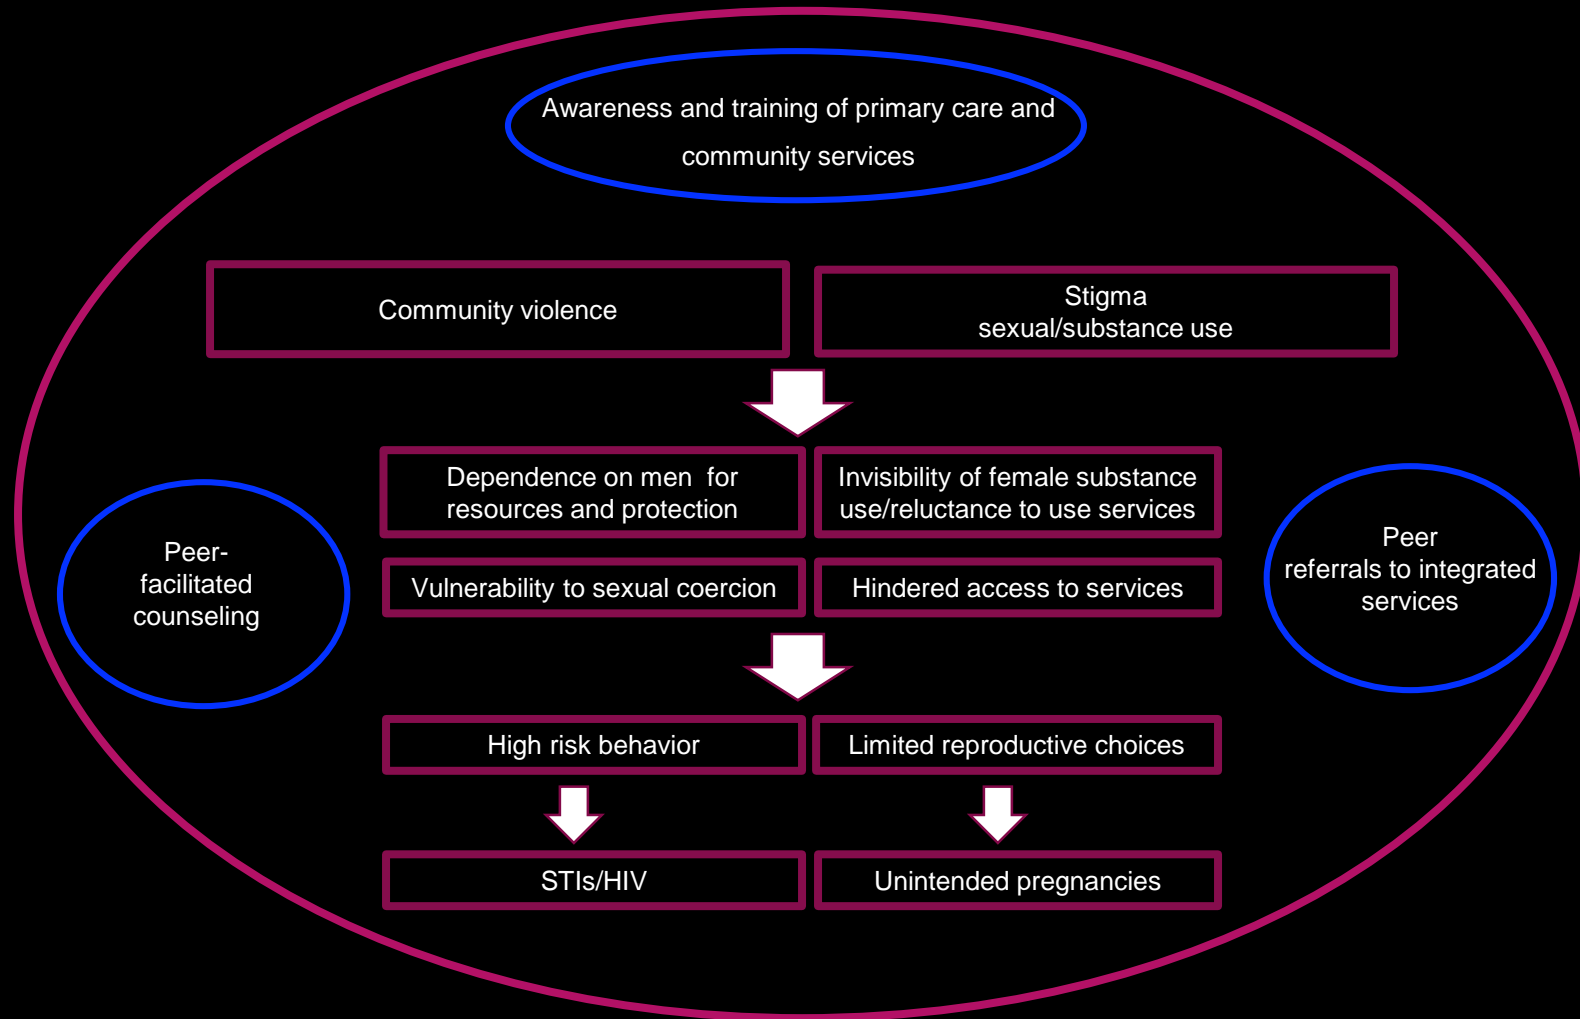 Awareness and training of primary care and
community services
Community violence
Stigma
sexual/substance use
Dependence on men for
resources and protection
Invisibility of female substance
use/reluctance to use services
Peer-
facilitated
counseling
Vulnerability to sexual coercion
Hindered access to services
Peer
referrals to integrated
services
High risk behavior
Limited reproductive choices
STIs/HIV
Unintended pregnancies